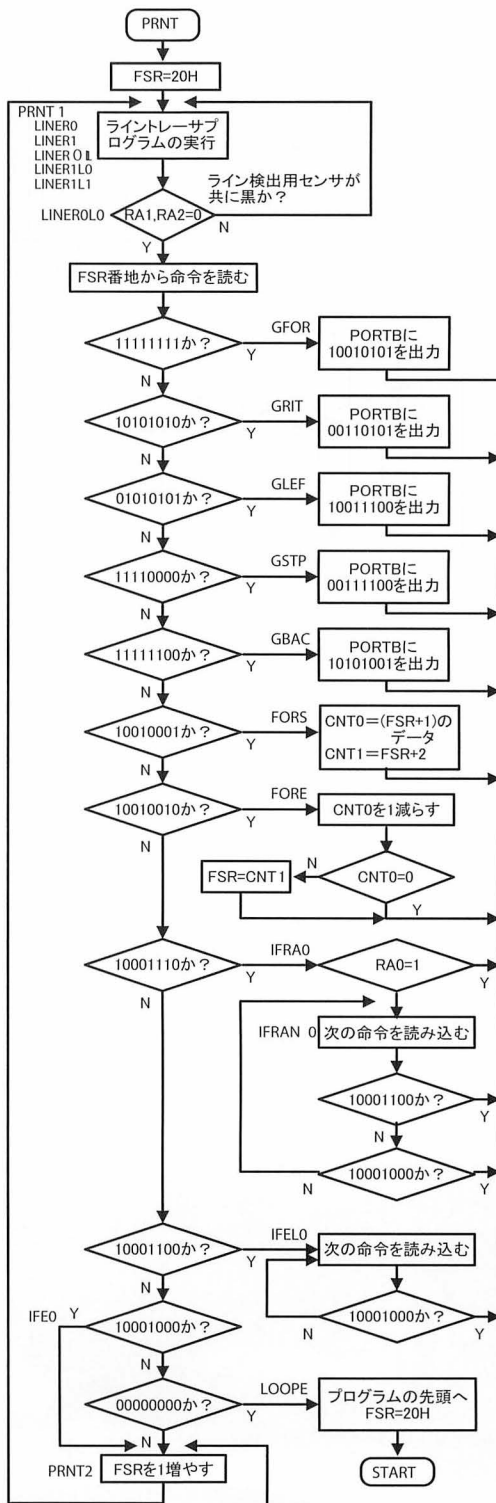 PRNT
FSR=20H
PRNT 1
LINER0
LINER1
LINER 0 IL
LINER1L0
LINER1L1
ライントレーサプ
ログラムの実行
ライン検出用センサが
共に黒か？
LINER0L0
RA1,RA2=0
N
Y
FSR番地から命令を読む
11111111か？
GFOR
Y
PORTBに
10010101を出力
N
10101010か？
GRIT
Y
PORTBに
00110101を出力
N
01010101か？
GLEF
Y
PORTBに
10011100を出力
N
11110000か？
GSTP
Y
PORTBに
00111100を出力
N
11111100か？
GBAC
Y
PORTBに
10101001を出力
N
10010001か？
FORS
Y
CNT0=(FSR+1)の
データ
CNT1=FSR+2
N
10010010か？
FORE
Y
CNT0を1減らす
N
FSR=CNT1
N
CNT0=0
Y
10001110か？
IFRA0
Y
RA0=1
Y
N
IFRAN 0
次の命令を読み込む
10001100か？
Y
N
10001000か？
N
Y
10001100か？
IFEL0
Y
次の命令を読み込む
N
IFE0
Y
10001000か？
10001000か？
N
Y
N
00000000か？
LOOPE
Y
プログラムの先頭へ
FSR=20H
N
PRNT2
FSRを1増やす
START